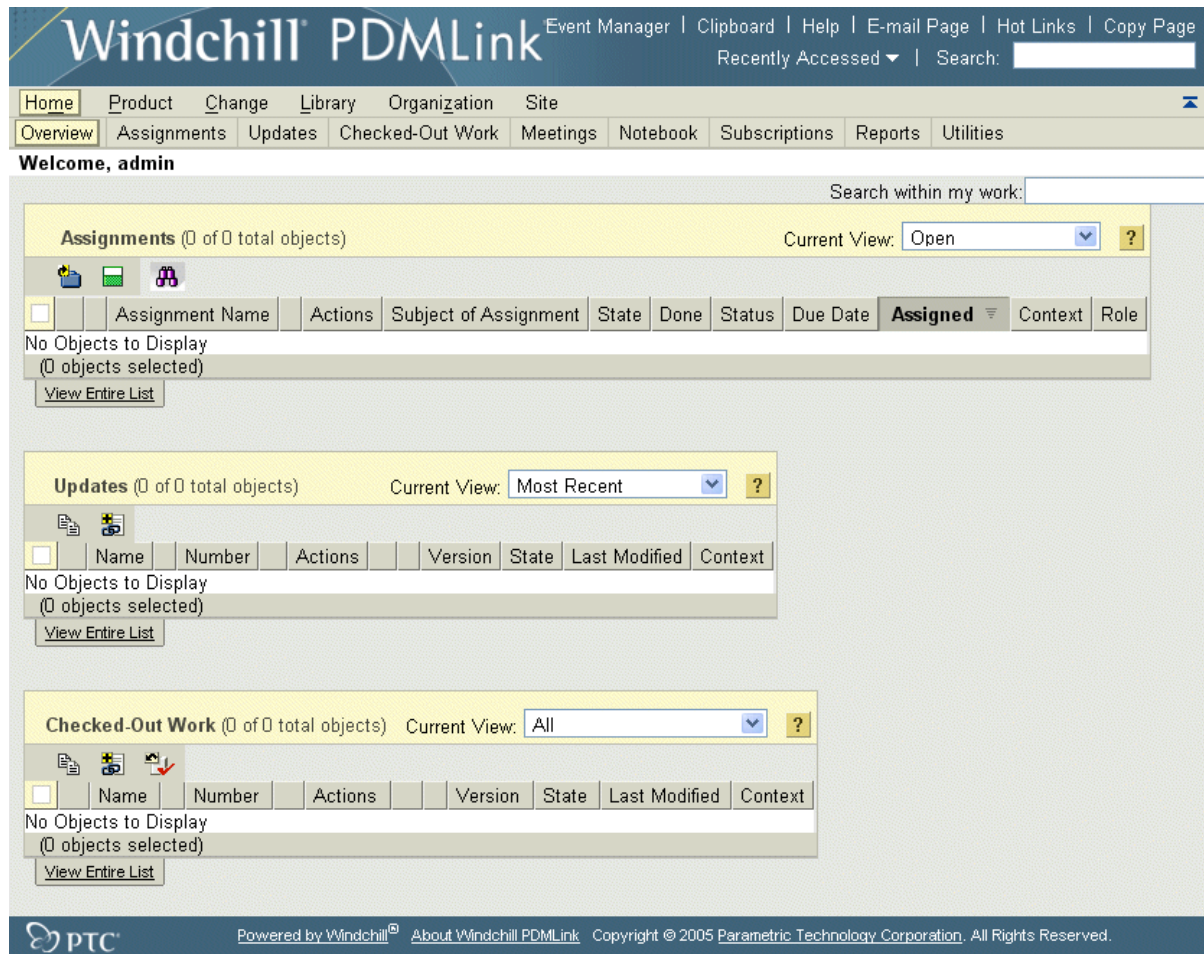 Windchill® PDMLink
Event Manager | Clipboard | Help | E-mail Page | Hot Links | Copy Page
Recently Accessed | Search:
Home Product Change Library Organization Site
Overview Assignments Updates Checked-Out Work Meetings Notebook Subscriptions Reports Utilities
Welcome, admin
Search within my work:
Assignments (0 of 0 total objects) Current View: Open ?
Assignment Name Actions Subject of Assignment State Done Status Due Date Assigned Context Role
No Objects to Display
(0 objects selected)
View Entire List
Updates (0 of 0 total objects) Current View: Most Recent ?
Name Number Actions Version State Last Modified Context
No Objects to Display
(0 objects selected)
View Entire List
Checked-Out Work (0 of 0 total objects) Current View: All ?
Name Number Actions Version State Last Modified Context
No Objects to Display
(0 objects selected)
View Entire List
PTC® Powered by Windchill® About Windchill PDMLink Copyright © 2005 Parametric Technology Corporation. All Rights Reserved.